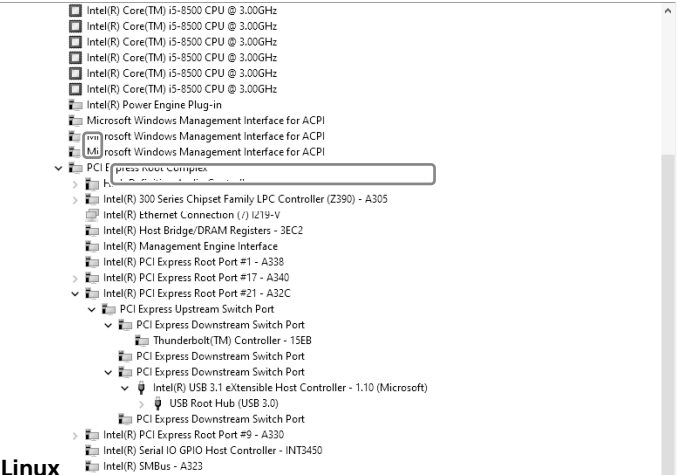 Intel(R) Core(TM) i5-8500 CPU @ 3.00GHz
Intel(R) Core(TM) i5-8500 CPU @ 3.00GHz
Intel(R) Core(TM) i5-8500 CPU @ 3.00GHz
Intel(R) Core(TM) i5-8500 CPU @ 3.00GHz
Intel(R) Core(TM) i5-8500 CPU @ 3.00GHz
Intel(R) Core(TM) i5-8500 CPU @ 3.00GHz
Intel(R) Power Engine Plug-in
Microsoft Windows Management Interface for ACPI
Microsoft Windows Management Interface for ACPI
Microsoft Windows Management Interface for ACPI
PCI Express Root Complex
Intel(R) 300 Series Chipset Family LPC Controller (Z390) - A305
Intel(R) Ethernet Connection (7) I219-V
Intel(R) Host Bridge/DRAM Registers - 3EC2
Intel(R) Management Engine Interface
Intel(R) PCI Express Root Port #1 - A338
Intel(R) PCI Express Root Port #17 - A340
Intel(R) PCI Express Root Port #21 - A32C
PCI Express Upstream Switch Port
PCI Express Downstream Switch Port
Thunderbolt(TM) Controller - 15EB
PCI Express Downstream Switch Port
PCI Express Downstream Switch Port
Intel(R) USB 3.1 eXtensible Host Controller - 1.10 (Microsoft)
USB Root Hub (USB 3.0)
PCI Express Downstream Switch Port
Intel(R) PCI Express Root Port #9 - A330
Intel(R) Serial IO GPIO Host Controller - INT3450
Intel(R) SMBus - A323
Linux